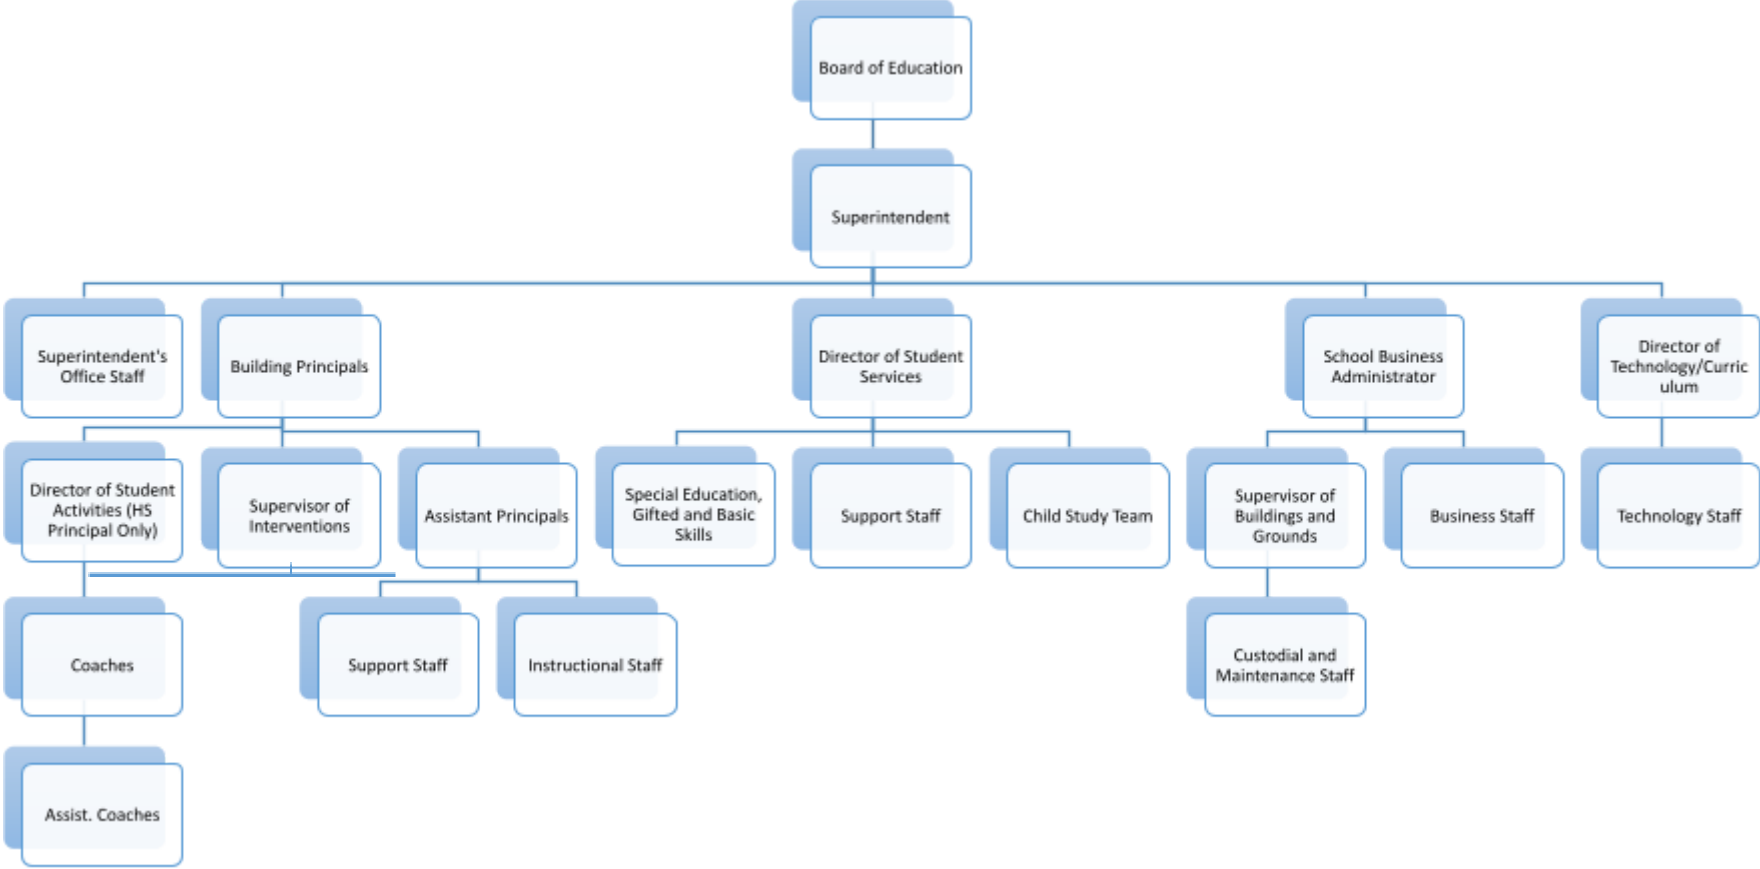 Board of Education
Superintendent
Superintendent's
Office Staff
Building Principals
Director of Student
Services
School Business
Administrator
Director of
Technology/Curric
ulum
Director of Student
Activities (HS
Principal Only)
Supervisor of
Interventions
Assistant Principals
Special Education,
Gifted and Basic
Skills
Support Staff
Child Study Team
Supervisor of
Buildings and
Grounds
Business Staff
Technology Staff
Coaches
Support Staff
Instructional Staff
Custodial and
Maintenance Staff
Assist. Coaches